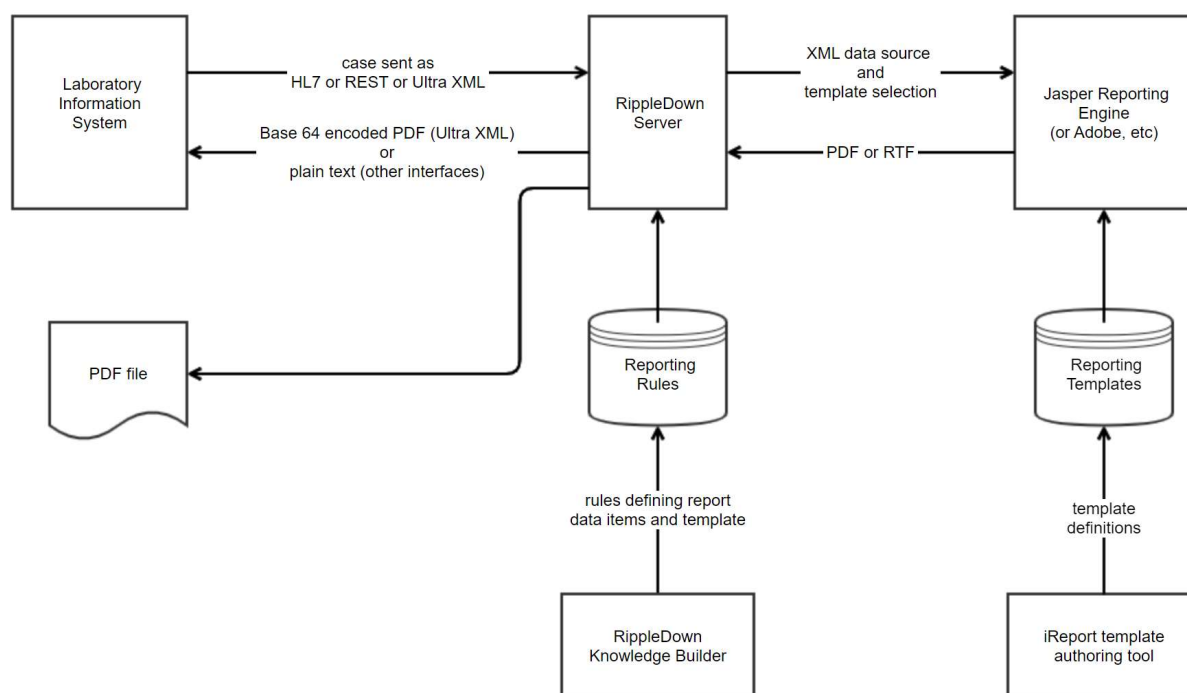 Laboratory
Information
System
case sent as
HL7 or REST or Ultra XML
Base 64 encoded PDF (Ultra XML)
or
plain text (other interfaces)
RippleDown
Server
XML data source
and
template selection
PDF or RTF
Jasper Reporting
Engine
(or Adobe, etc)
PDF file
Reporting
Rules
Reporting
Templates
rules defining report
data items and template
template
definitions
RippleDown
Knowledge Builder
iReport template
authoring tool